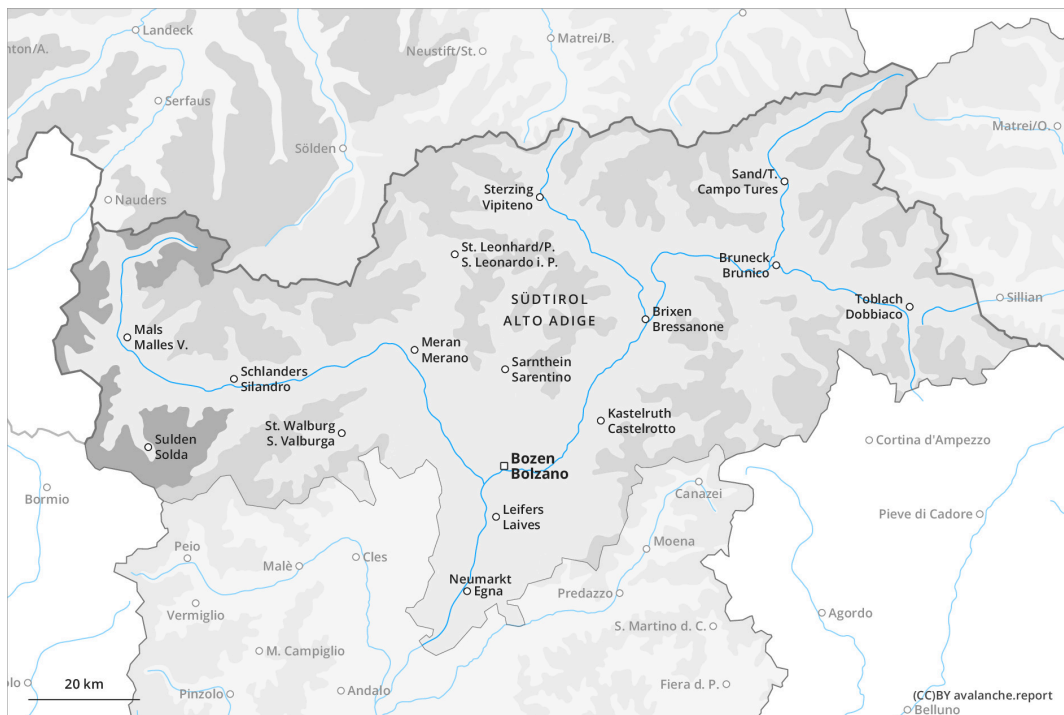 Landeck
nton/A.
Neustift/St.
Matrei/B.
Serfaus
Sölden
Matrei/O.
Nauders
Sterzing
Vipiteno
Sand/T.
Campo Tures
St. Leonhard/P.
S. Leonardo i. P.
Bruneck
Brunico
SÜDTIROL
ALTO ADIGE
Brixen
Bressanone
Toblach
Dobbiaco
Sillian
Mals
Malles V.
Meran
Merano
Schlanders
Silandro
Sarnthein
Sarentino
Kastelruth
Castelrotto
St. Walburg
S. Valburga
Sulden
Solda
Cortina d'Ampezzo
Bozen
Bolzano
Bormio
Canazei
Leifers
Laives
Pieve di Cadore
Peio
Malè
Cles
Moena
Neumarkt
Egna
Predazzo
Vermiglio
Agordo
S. Martino d. C.
M. Campiglio
20 km
lo
Pinzolo
Andalo
Fiera d. P.
(CC)BY avalanche.report
Belluno